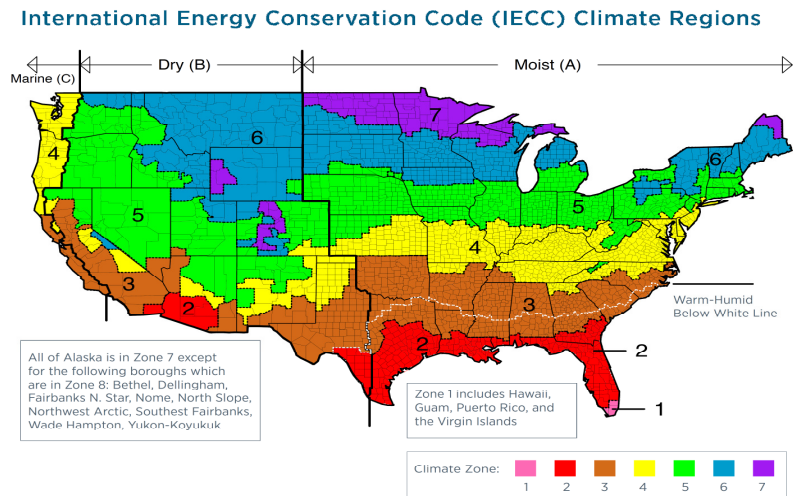 International Energy Conservation Code (IECC) Climate Regions
Marine (C)
Dry (B)
Moist (A)
7
6
4
6
5
5
4
3
3
2
2
2
1
Warm-Humid
Below White Line
All of Alaska is in Zone 7 except
for the following boroughs which
are in Zone 8: Bethel, Dellingham,
Fairbanks N. Star, Nome, North Slope,
Northwest Arctic, Southest Fairbanks,
Wade Hampton, Yukon-Koyukuk
Zone 1 includes Hawaii,
Guam, Puerto Rico, and
the Virgin Islands
Climate Zone:
1 2 3 4 5 6 7